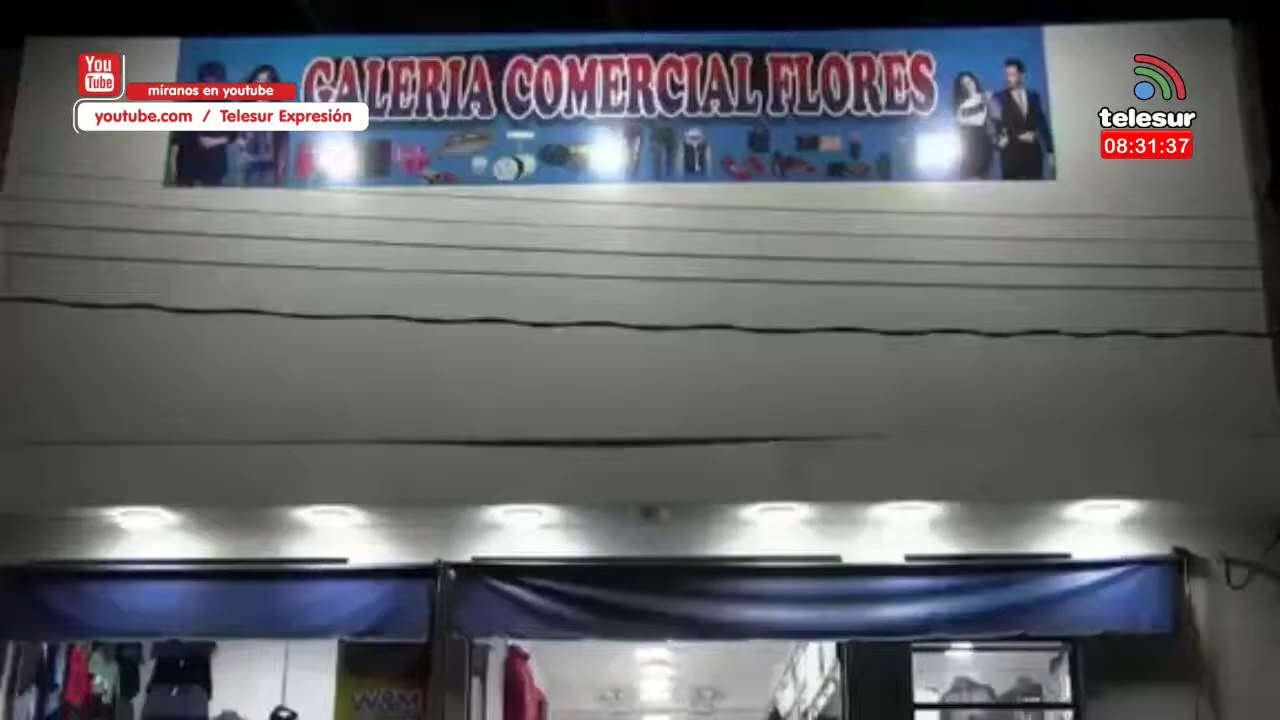 GALERIA COMERCIAL FLORES
You
Tube
míranos en youtube
youtube.com / Telesur Expresión
telesur
08:31:37
W&M